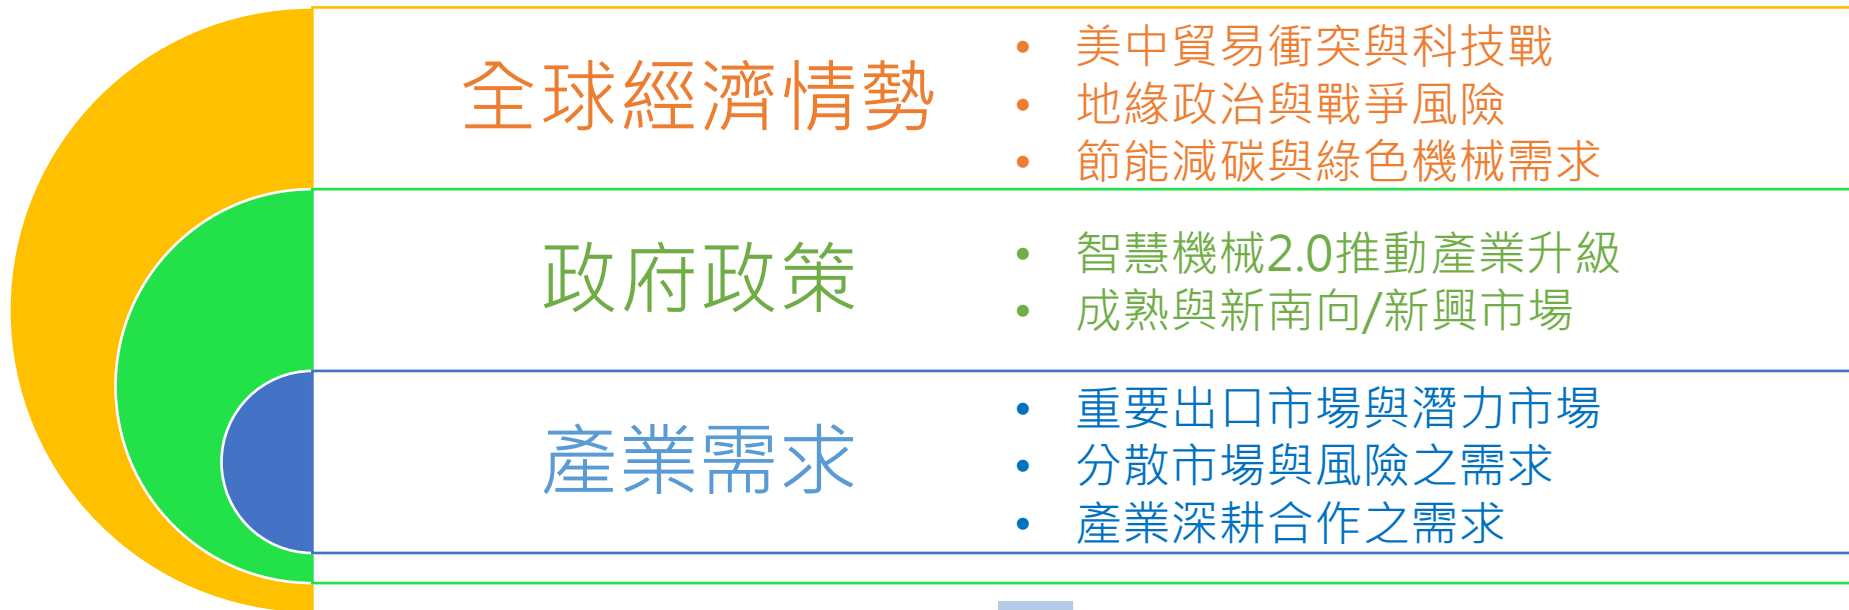 全球經濟情勢
• 美中貿易衝突與科技戰
• 地緣政治與戰爭風險
• 節能減碳與綠色機械需求
政府政策
• 智慧機械2.0推動產業升級
• 成熟與新南向/新興市場
產業需求
• 重要出口市場與潛力市場
• 分散市場與風險之需求
• 產業深耕合作之需求